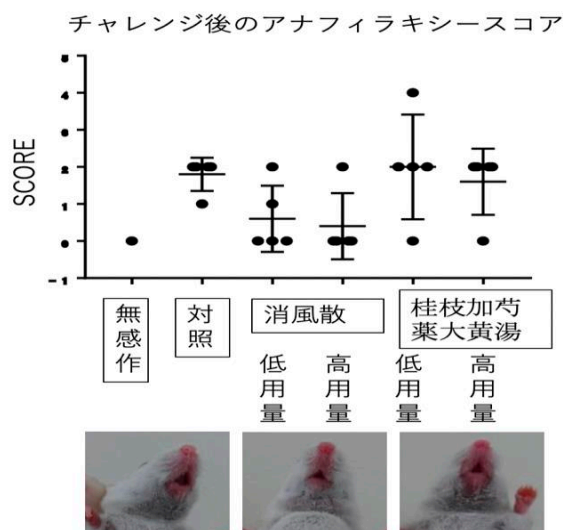 チャレンジ後のアナフィラキシースコア
SCORE
5
4
3
2
1
0
-1
無感作
対照
消風散
桂枝加芍
薬大黄湯
低用量
高用量
低用量
高用量